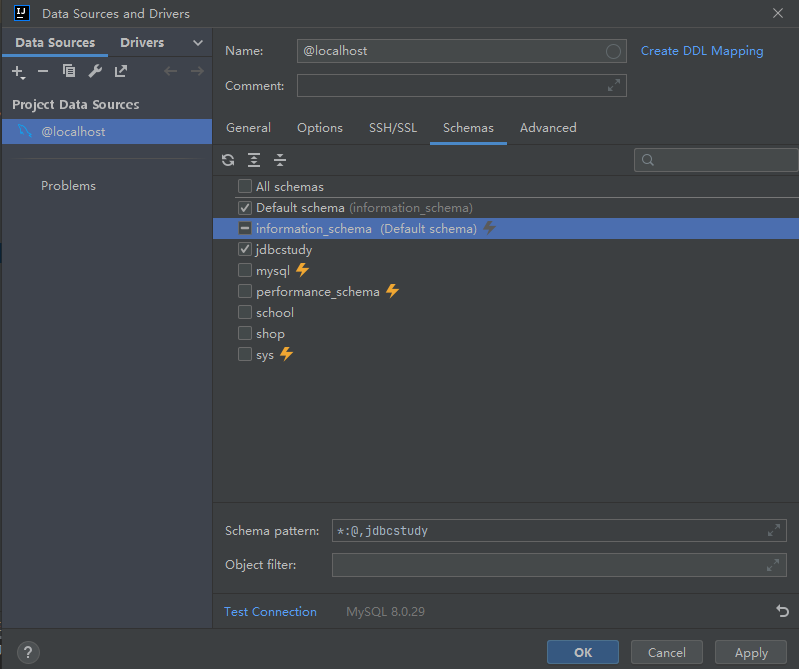 Data Sources and Drivers
Data Sources
Drivers
Project Data Sources
@localhost
Problems
Name:
@localhost
Create DDL Mapping
Comment:
General
Options
SSH/SSL
Schemas
Advanced
All schemas
Default schema (information_schema)
information_schema (Default schema)
jdbcstudy
mysql
performance_schema
school
shop
sys
Schema pattern:
*:@,jdbcstudy
Object filter:
Test Connection
MySQL 8.0.29
?
OK
Cancel
Apply